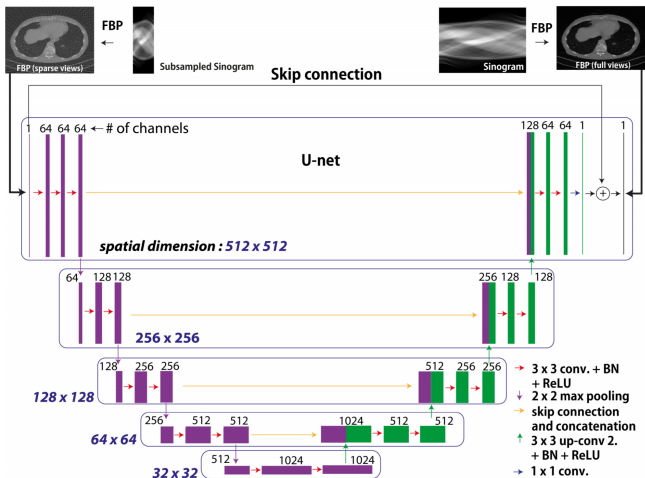 FBP
FBP
FBP (sparse views)
Subsampled Sinogram
Sinogram
FBP (full views)
Skip connection
1 64 64 64 ← # of channels
128 64 64 1 1
U-net
+
spatial dimension : 512 x 512
64 128 128
256 128 128
256 x 256
128 256 256
512 256 256
128 x 128
256 512 512
1024 512 512
64 x 64
512 1024 1024
32 x 32
3 x 3 conv. + BN
+ ReLU
2 x 2 max pooling
skip connection
and concatenation
3 x 3 up-conv 2.
+ BN + ReLU
1 x 1 conv.